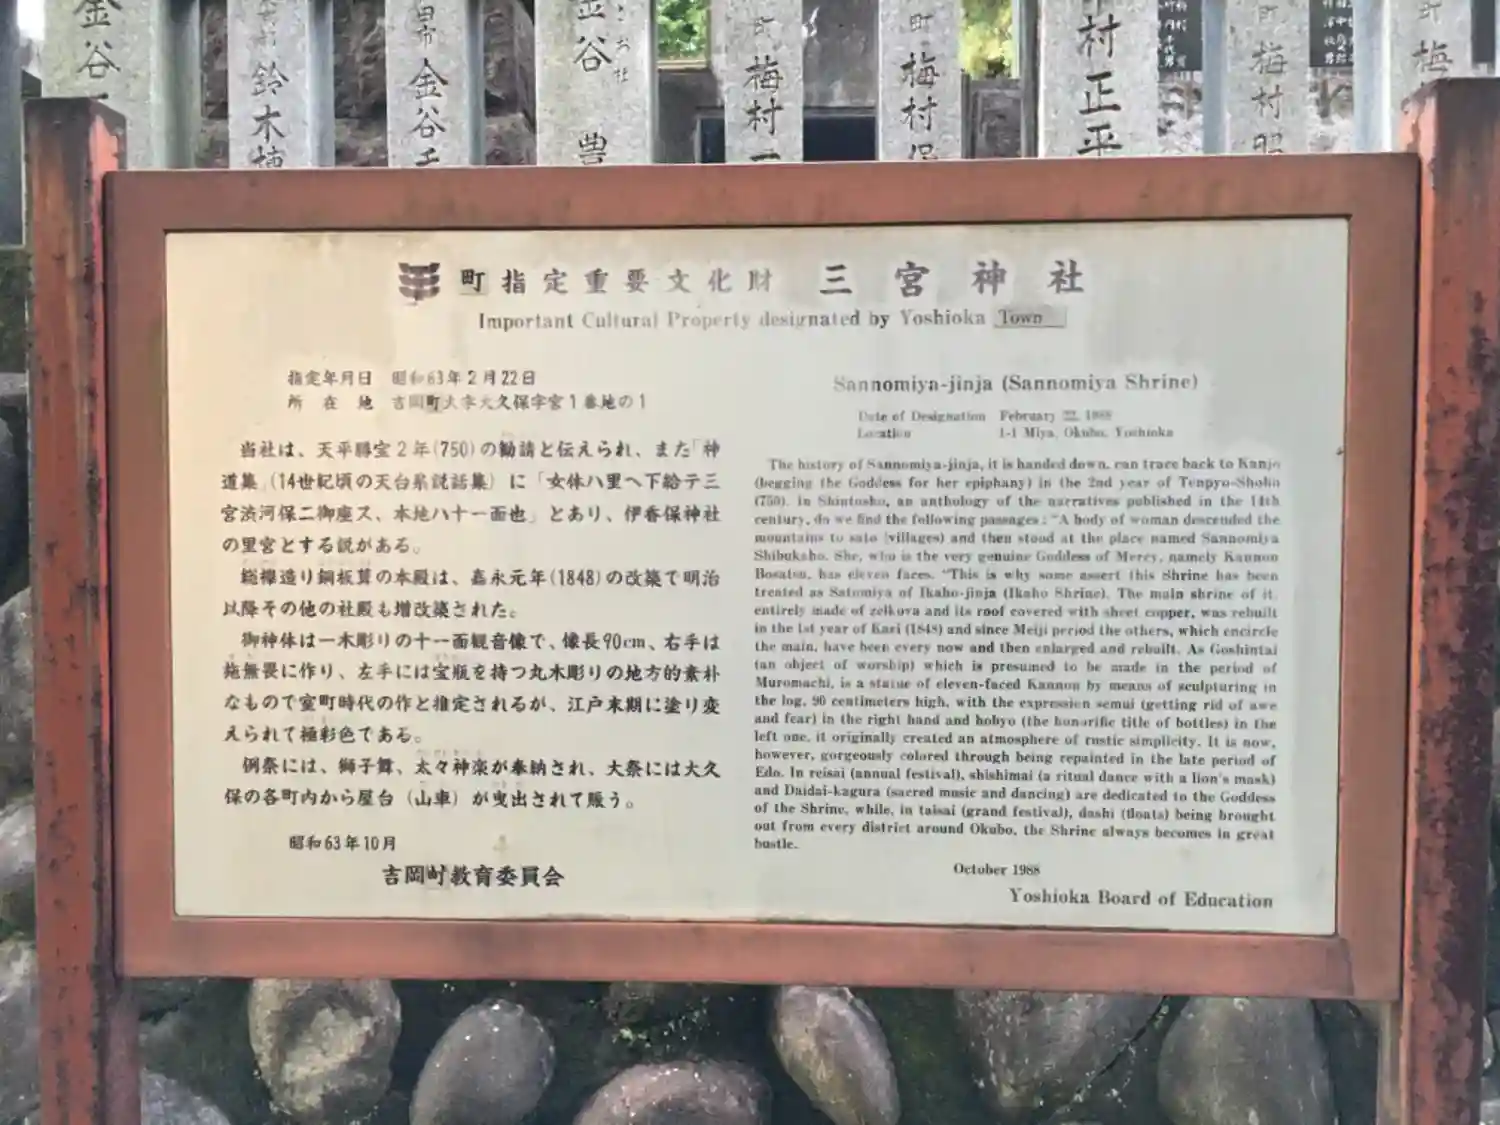 金谷
鈴木
金谷
金谷 豊
町 梅村
町 梅村
村正平
町 梅村昭
町 梅
町指定重要文化財 三宮神社
Important Cultural Property designated by Yoshioka Town
指定年月日 昭和63年2月22日
所在地 吉岡町大字大久保字宮1番地の1
当社は、天平勝宝2年(750)の勧請と伝えられ、また「神
道集」(14世紀頃の天台系説話集)に「女体ハ里へ下給テ三
宮渋河保二御座ス、本地ハ十一面也」とあり、伊香保神社
の里宮とする説がある。
総欅造り銅板葺の本殿は、嘉永元年(1848)の改築で明治
以降その他の社殿も増改築された。
御神体は一木彫りの十一面観音像で、像長90cm、右手は
施無畏に作り、左手には宝瓶を持つ丸木彫りの地方的素朴
なもので室町時代の作と推定されるが、江戸末期に塗り変
えられて極彩色である。
例祭には、獅子舞、太々神楽が奉納され、大祭には大久
保の各町内から屋台(山車)が曳出されて賑う。
昭和63年10月
吉岡町教育委員会
Sannomiya-jinja (Sannomiya Shrine)
Date of Designation February 22, 1988
Location 1-1 Miya, Okubo, Yoshioka
The history of Sannomiya-jinja, it is handed down, can trace back to Kanjo
(begging the Goddess for her epiphany) in the 2nd year of Tenpyo-Shoho
(750). In Shintoshu, an anthology of the narratives published in the 14th
century, do we find the following passages; "A body of woman descended the
mountains to sato (villages) and then stood at the place named Sannomiya
Shibukaho. She, who is the very genuine Goddess of Mercy, namely Kannon
Bosatsu, has eleven faces. "This is why some assert this Shrine has been
treated as Satomiya of Ikaho-jinja (Ikaho Shrine). The main shrine of it,
entirely made of zelkova and its roof covered with sheet copper, was rebuilt
in the 1st year of Kaei (1848) and since Meiji period the others, which encircle
the main, have been every now and then enlarged and rebuilt. As Goshintai
(an object of worship) which is presumed to be made in the period of
Muromachi, is a statue of eleven-faced Kannon by means of sculpturing in
the log, 90 centimeters high, with the expression semui (getting rid of awe
and fear) in the right hand and hobyo (the honorific title of bottles) in the
left one, it originally created an atmosphere of rustic simplicity. It is now,
however, gorgeously colored through being repainted in the late period of
Edo. In reisai (annual festival), shishimai (a ritual dance with a lion's mask)
and Daidai-kagura (sacred music and dancing) are dedicated to the Goddess
of the Shrine, while, in taisai (grand festival), dashi (floats) being brought
out from every district around Okubo, the Shrine always becomes in great
bustle.
October 1988
Yoshioka Board of Education